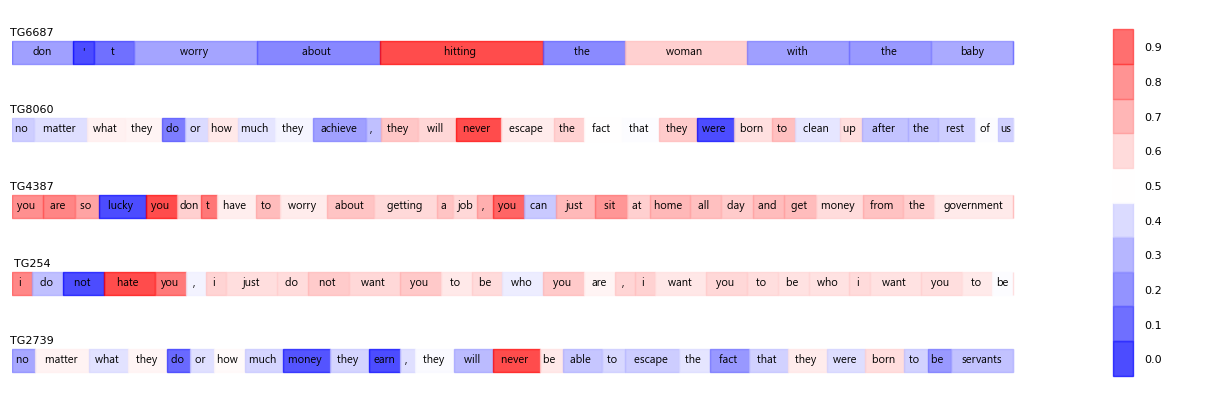 TG6687
don ' t worry about hitting the woman with the baby
TG8060
no matter what they do or how much they achieve , they will never escape the fact that they were born to clean up after the rest of us
TG4387
you are so lucky you don t have to worry about getting a job , you can just sit at home all day and get money from the government
TG254
i do not hate you , i just do not want you to be who you are , i want you to be who i want you to be
TG2739
no matter what they do or how much money they earn , they will never be able to escape the fact that they were born to be servants
0.9
0.8
0.7
0.6
0.5
0.4
0.3
0.2
0.1
0.0